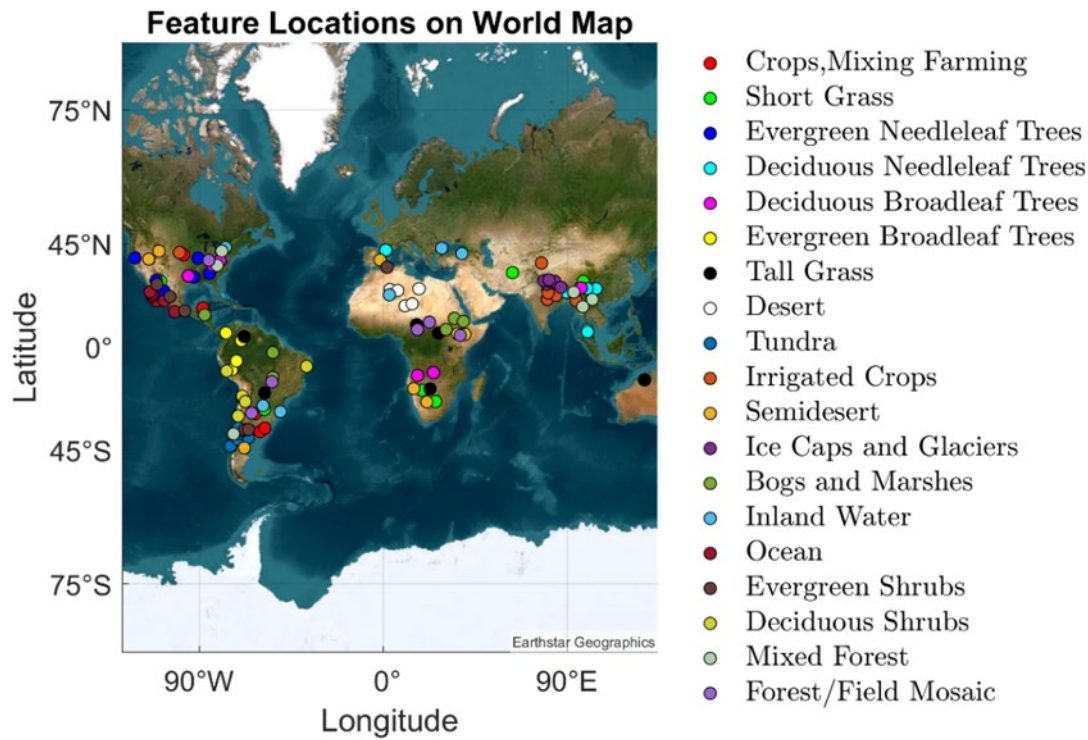 Feature Locations on World Map
75°N
45°N
0°
45°S
75°S
Latitude
90°W
0°
90°E
Longitude
Earthstar Geographics
Crops,Mixing Farming
Short Grass
Evergreen Needleleaf Trees
Deciduous Needleleaf Trees
Deciduous Broadleaf Trees
Evergreen Broadleaf Trees
Tall Grass
Desert
Tundra
Irrigated Crops
Semidesert
Ice Caps and Glaciers
Bogs and Marshes
Inland Water
Ocean
Evergreen Shrubs
Deciduous Shrubs
Mixed Forest
Forest/Field Mosaic